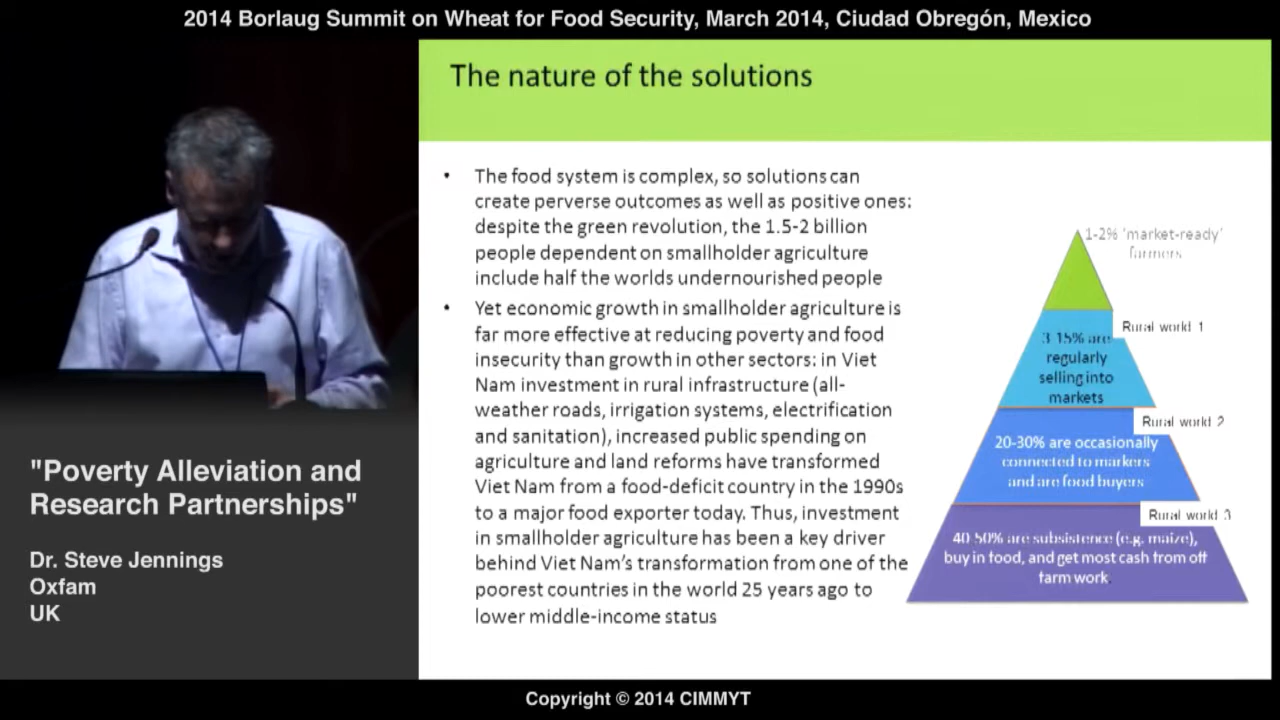 2014 Borlaug Summit on Wheat for Food Security, March 2014, Ciudad Obregón, Mexico
The nature of the solutions
• The food system is complex, so solutions can
create perverse outcomes as well as positive ones:
despite the green revolution, the 1.5-2 billion
people dependent on smallholder agriculture
include half the worlds undernourished people
• Yet economic growth in smallholder agriculture is
far more effective at reducing poverty and food
insecurity than growth in other sectors: in Viet
Nam investment in rural infrastructure (all-
weather roads, irrigation systems, electrification
and sanitation), increased public spending on
agriculture and land reforms have transformed
Viet Nam from a food-deficit country in the 1990s
to a major food exporter today. Thus, investment
in smallholder agriculture has been a key driver
behind Viet Nam's transformation from one of the
poorest countries in the world 25 years ago to
lower middle-income status
1-2% 'market-ready'
farmers
Rural world 1
3-15% are
regularly
selling into
markets
Rural world 2
20-30% are occasionally
connected to markers
and are food buyers
Rural world 3
40-50% are subsistence (e.g. maize),
buy in food, and get most cash from off
farm work.
"Poverty Alleviation and
Research Partnerships"
Dr. Steve Jennings
Oxfam
UK
Copyright © 2014 CIMMYT